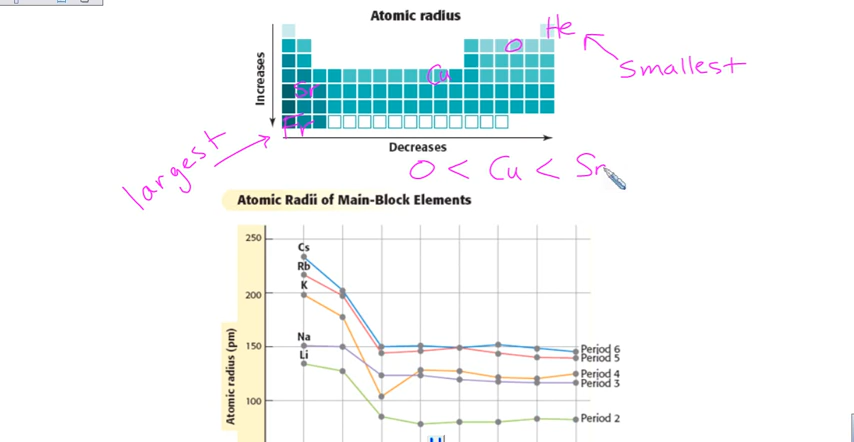 Atomic radius
He
O
Smallest
Cu
Increases
Sr
Fr
largest
Decreases
O < Cu < Sr
Atomic Radii of Main-Block Elements
250
Cs
Rb
K
200
Atomic radius (pm)
150
Na
Li
Period 6
Period 5
Period 4
Period 3
100
Period 2